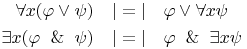 ∀x(φ ∨ ψ) |=| φ ∨ ∀xψ
∃x(φ & ψ) |=| φ & ∃xψ